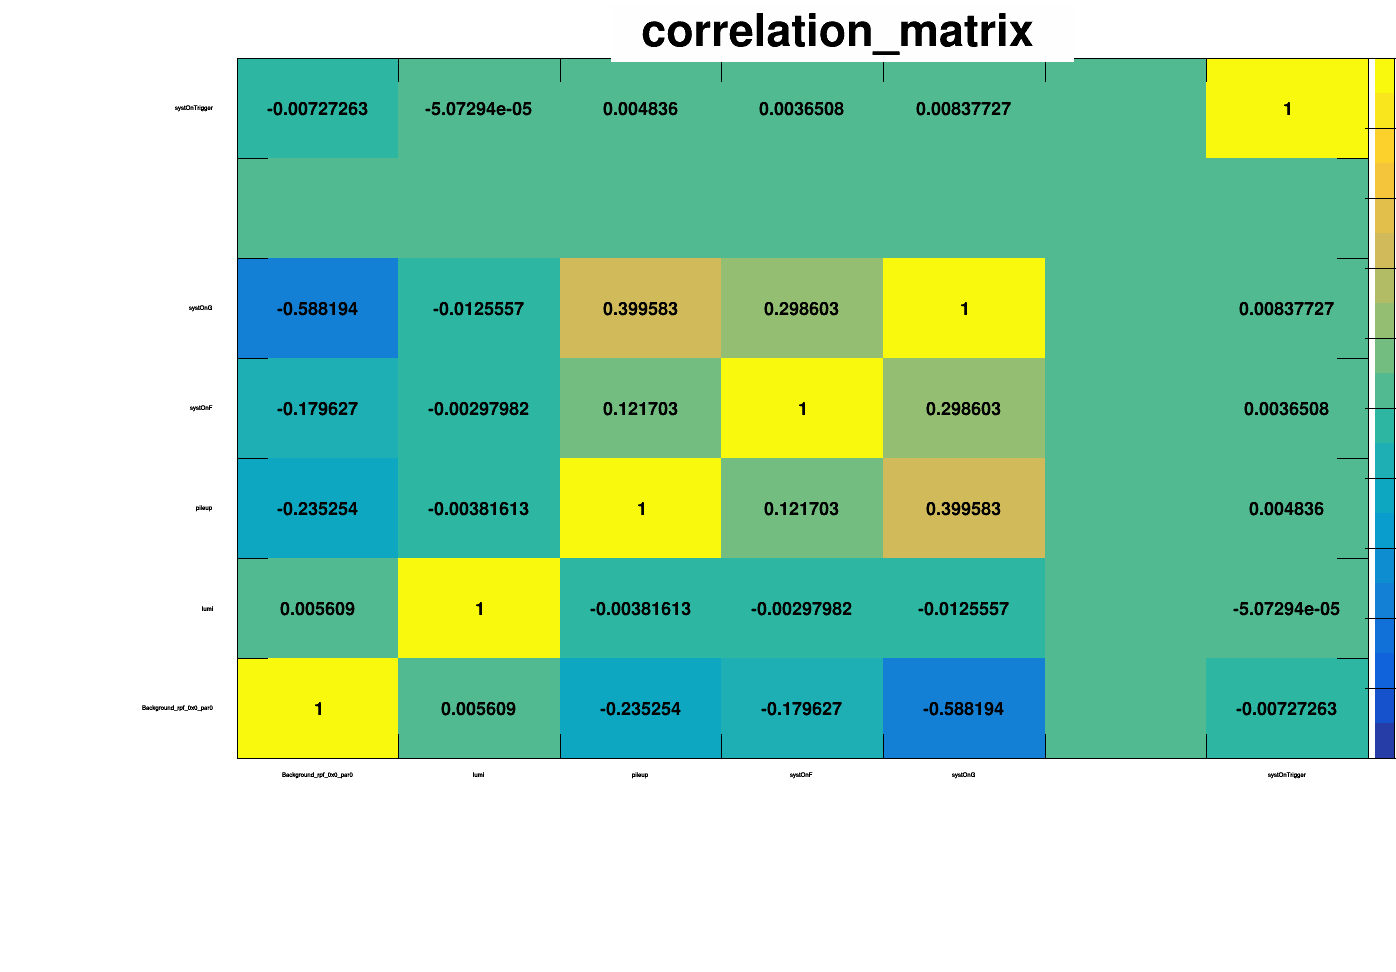 correlation_matrix
systOnTrigger -0.00727263 -5.07294e-05 0.004836 0.0036508 0.00837727 1
systOnG -0.588194 -0.0125557 0.399583 0.298603 1 0.00837727
systOnF -0.179627 -0.00297982 0.121703 1 0.298603 0.0036508
pileup -0.235254 -0.00381613 1 0.121703 0.399583 0.004836
lumi 0.005609 1 -0.00381613 -0.00297982 -0.0125557 -5.07294e-05
Background_rpf_0x0_par0 1 0.005609 -0.235254 -0.179627 -0.588194 -0.00727263
Background_rpf_0x0_par0 lumi pileup systOnF systOnG systOnTrigger